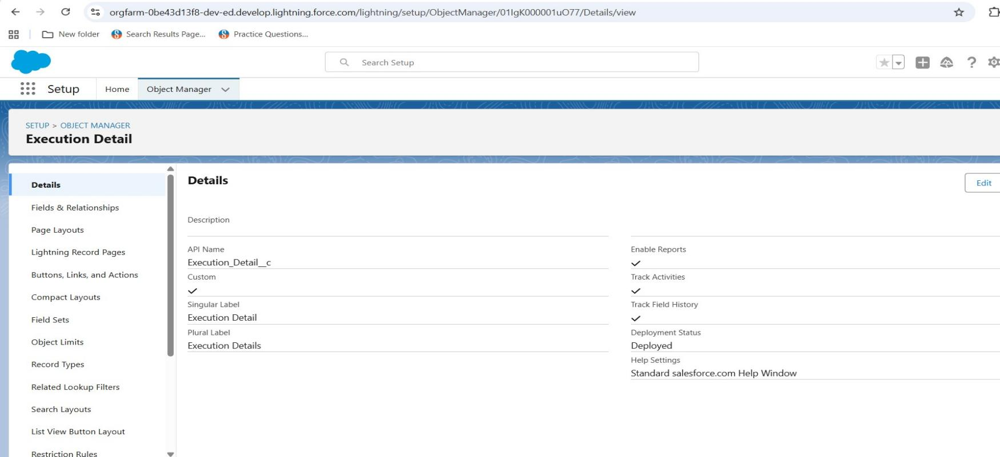 orgfarm-0be43d13f8-dev-ed.develop.lightning.force.com/lightning/setup/ObjectManager/01IgK000001uO77/Details/view
New folder
Search Results Page...
Practice Questions...
Search Setup
Setup
Home
Object Manager
SETUP > OBJECT MANAGER
Execution Detail
Details
Fields & Relationships
Page Layouts
Lightning Record Pages
Buttons, Links, and Actions
Compact Layouts
Field Sets
Object Limits
Record Types
Related Lookup Filters
Search Layouts
List View Button Layout
Restriction Rules
Details
Edit
Description
API Name
Execution_Detail__c
Custom
Singular Label
Execution Detail
Plural Label
Execution Details
Enable Reports
Track Activities
Track Field History
Deployment Status
Deployed
Help Settings
Standard salesforce.com Help Window